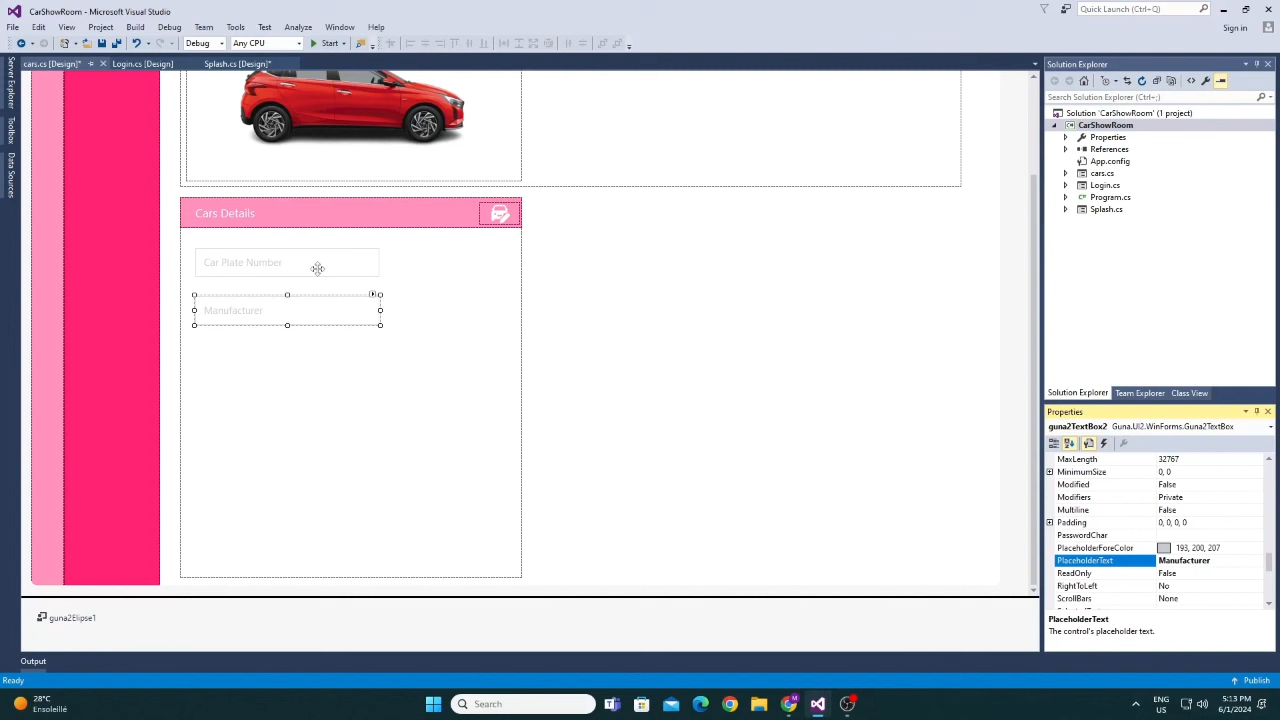 CarShowRoom - Microsoft Visual Studio
Quick Launch (Ctrl+Q)
File Edit View Project Build Debug Team Tools Test Analyze Window Help
Sign in
Debug Any CPU Start
cars.cs [Design]* Login.cs [Design] Splash.cs [Design]*
Server Explorer
Toolbox
Data Sources
Cars Details
Car Plate Number
Manufacturer
guna2Elipse1
Output
Solution Explorer
Search Solution Explorer (Ctrl+;)
Solution 'CarShowRoom' (1 project)
CarShowRoom
Properties
References
App.config
cars.cs
Login.cs
Program.cs
Splash.cs
Solution Explorer Team Explorer Class View
Properties
guna2TextBox2 Guna.UI2.WinForms.Guna2TextBox
MaxLength 32767
MinimumSize 0, 0
Modified False
Modifiers Private
Multiline False
Padding 0, 0, 0, 0
PasswordChar
PlaceholderForeColor 193, 200, 207
PlaceholderText Manufacturer
ReadOnly False
RightToLeft No
ScrollBars None
PlaceholderText
The control's placeholder text.
Ready
Publish
28°C
Ensoleillé
Search
ENG
US
5:13 PM
6/1/2024